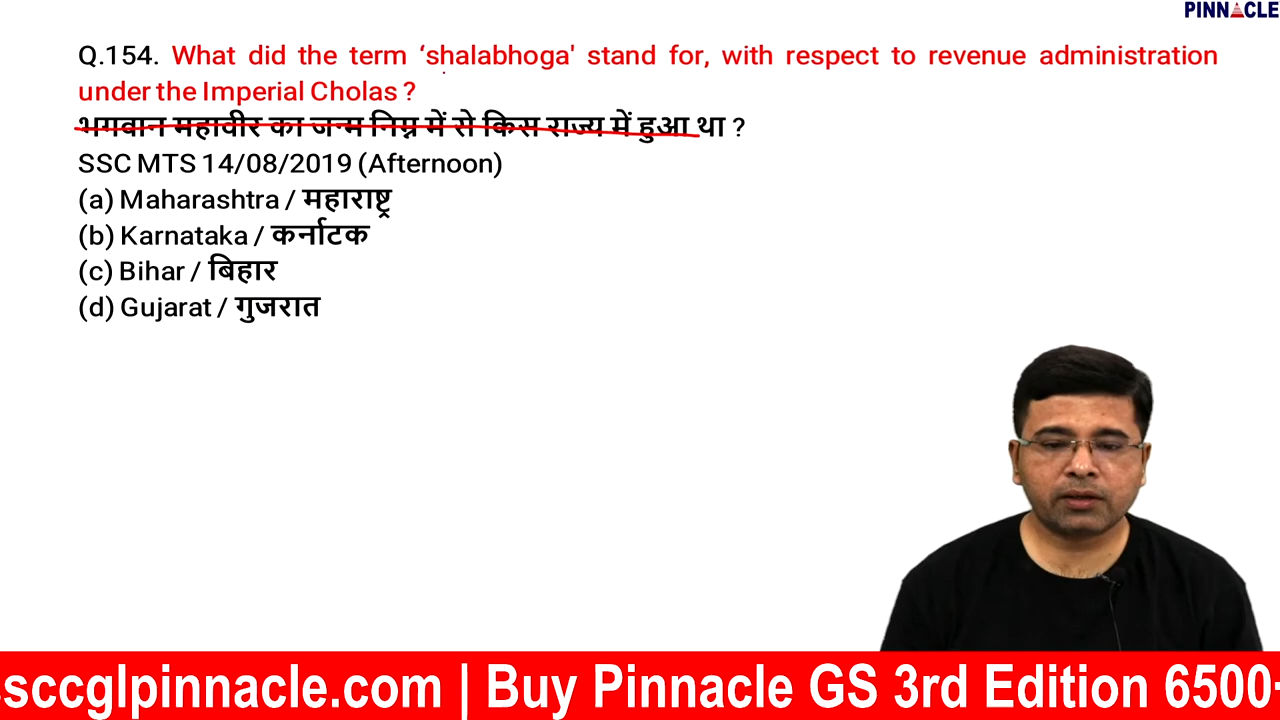 PINNACLE
Q.154. What did the term ‘shalabhoga' stand for, with respect to revenue administration
under the Imperial Cholas ?
भगवान महावीर का जन्म निम्न में से किस राज्य में हुआ था ?
SSC MTS 14/08/2019 (Afternoon)
(a) Maharashtra / महाराष्ट्र
(b) Karnataka / कर्नाटक
(c) Bihar / बिहार
(d) Gujarat / गुजरात
sccglpinnacle.com | Buy Pinnacle GS 3rd Edition 6500